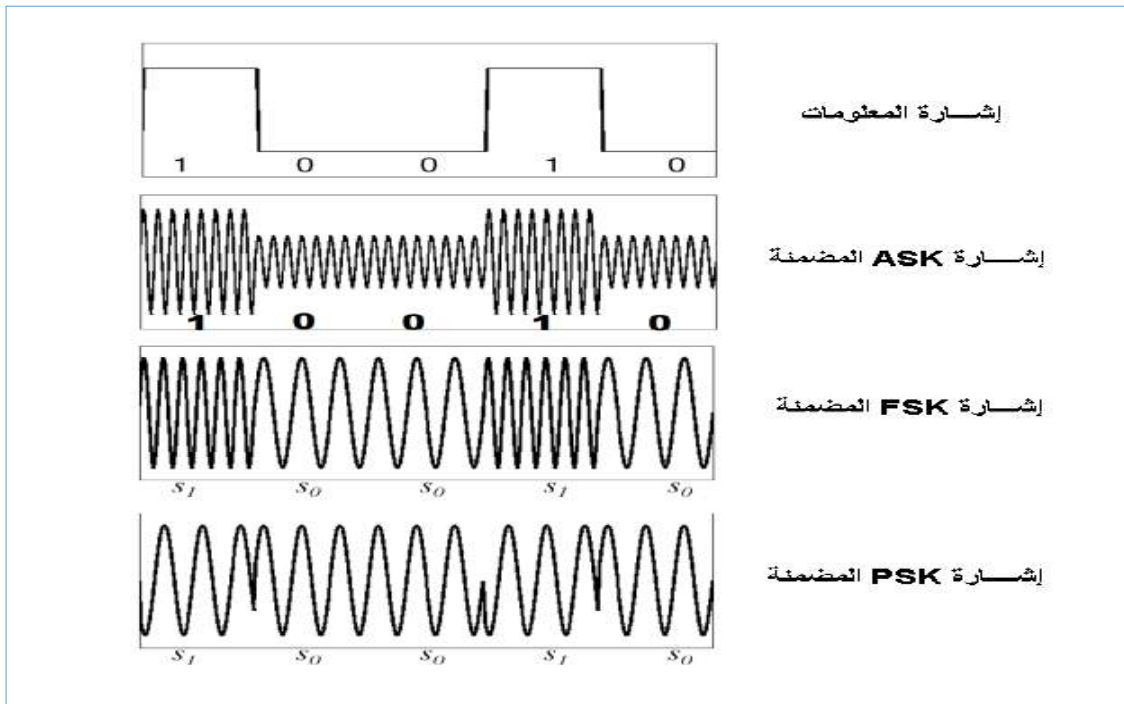 إشـــارة المعلومات
1 0 0 1 0
إشـــارة ASK المضمنة
1 0 0 1 0
إشـــارة FSK المضمنة
s1 s0 s0 s1 s0
إشـــارة PSK المضمنة
s1 s0 s0 s1 s0